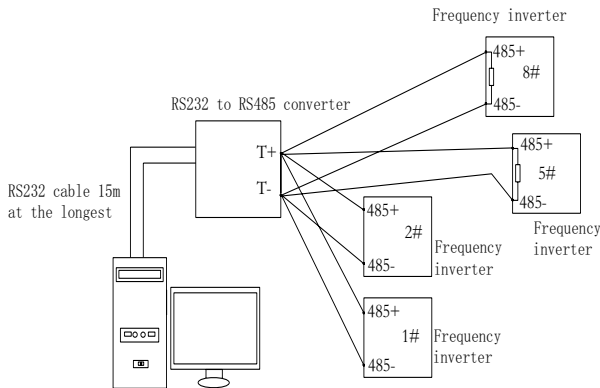 Frequency inverter
485+
8#
485-
RS232 to RS485 converter
T+
T-
485+
5#
485-
RS232 cable 15m
at the longest
485+
2#
485-
Frequency
inverter
Frequency
inverter
485+
1#
485-
Frequency
inverter